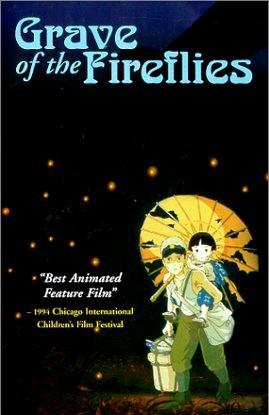 Grave
of the Fireflies
"Best Animated
Feature Film"
- 1994 Chicago International
Children's Film Festival